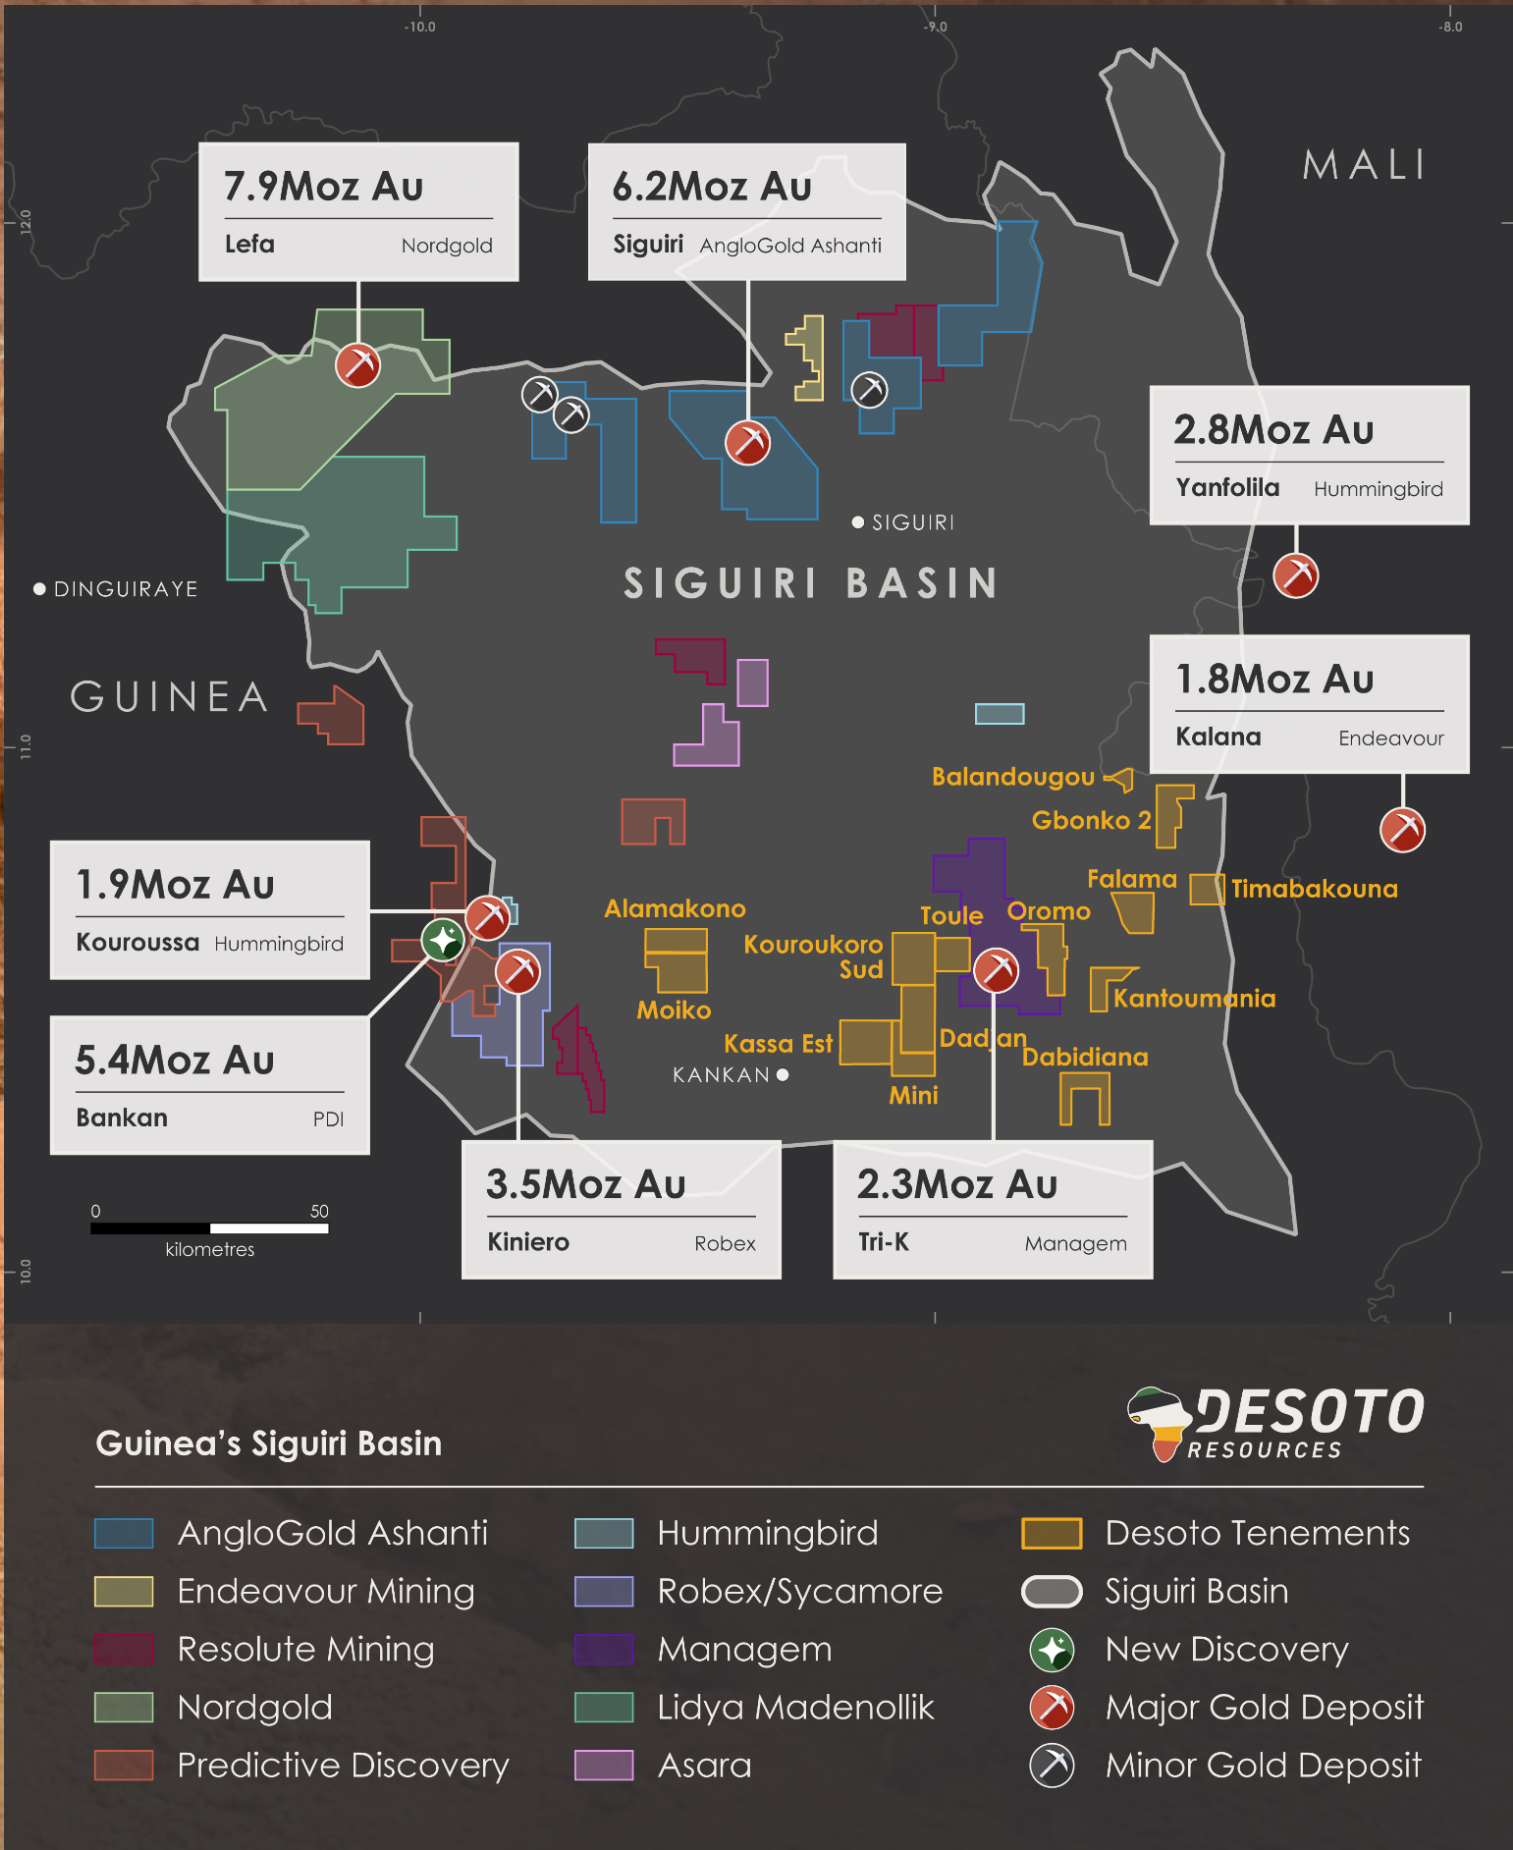 -10.0
-9.0
-8.0
MALI
12.0
7.9Moz Au
Lefa Nordgold
6.2Moz Au
Siguiri AngloGold Ashanti
2.8Moz Au
Yanfolila Hummingbird
SIGUIRI
SIGUIRI BASIN
DINGUIRAYE
GUINEA
1.8Moz Au
Kalana Endeavour
11.0
Balandougou
Gbonko 2
Falama
Timabakouna
1.9Moz Au
Kouroussa Hummingbird
Alamakono
Toule
Oromo
Kouroukoro
Sud
Kantoumania
Moiko
Kassa Est
Dadjan
Dabidiana
KANKAN
Mini
5.4Moz Au
Bankan PDI
3.5Moz Au
Kiniero Robex
2.3Moz Au
Tri-K Managem
0 50
kilometres
10.0
DESOTO
RESOURCES
Guinea's Siguiri Basin
AngloGold Ashanti
Endeavour Mining
Resolute Mining
Nordgold
Predictive Discovery
Hummingbird
Robex/Sycamore
Managem
Lidya Madenollik
Asara
Desoto Tenements
Siguiri Basin
New Discovery
Major Gold Deposit
Minor Gold Deposit